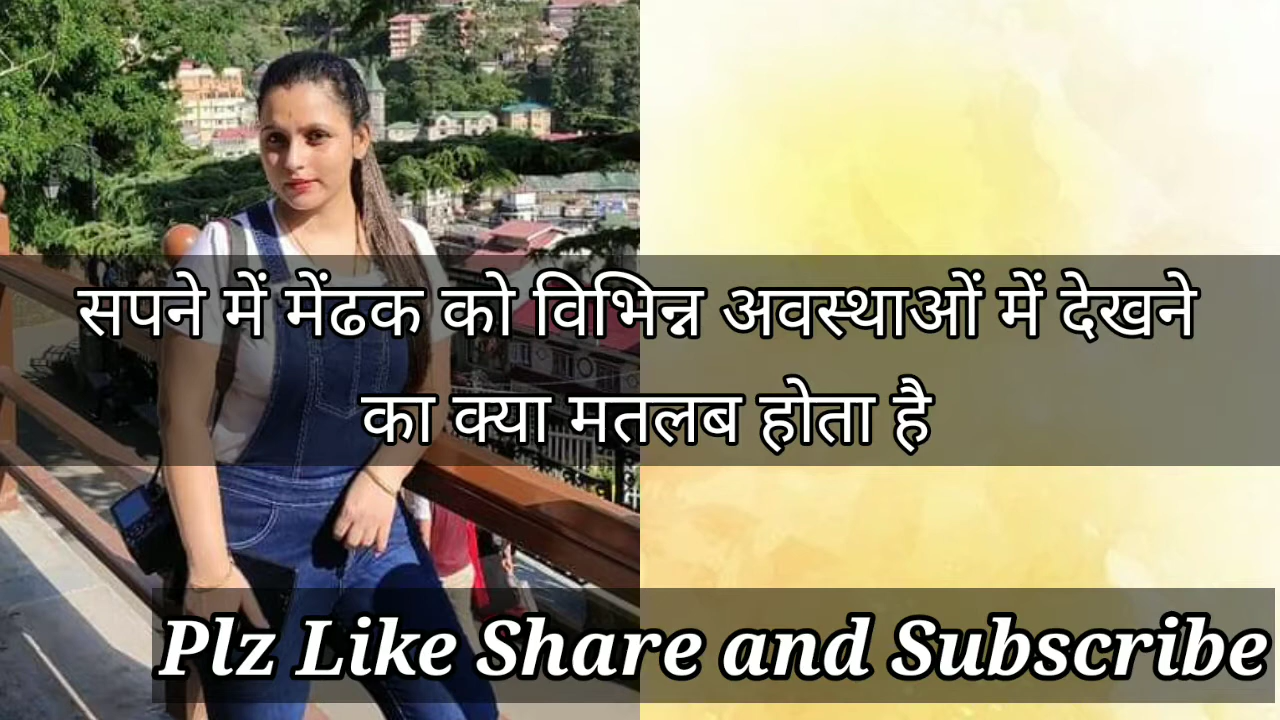 सपने में मेंढक को विभिन्न अवस्थाओं में देखने
का क्या मतलब होता है
Plz Like Share and Subscribe